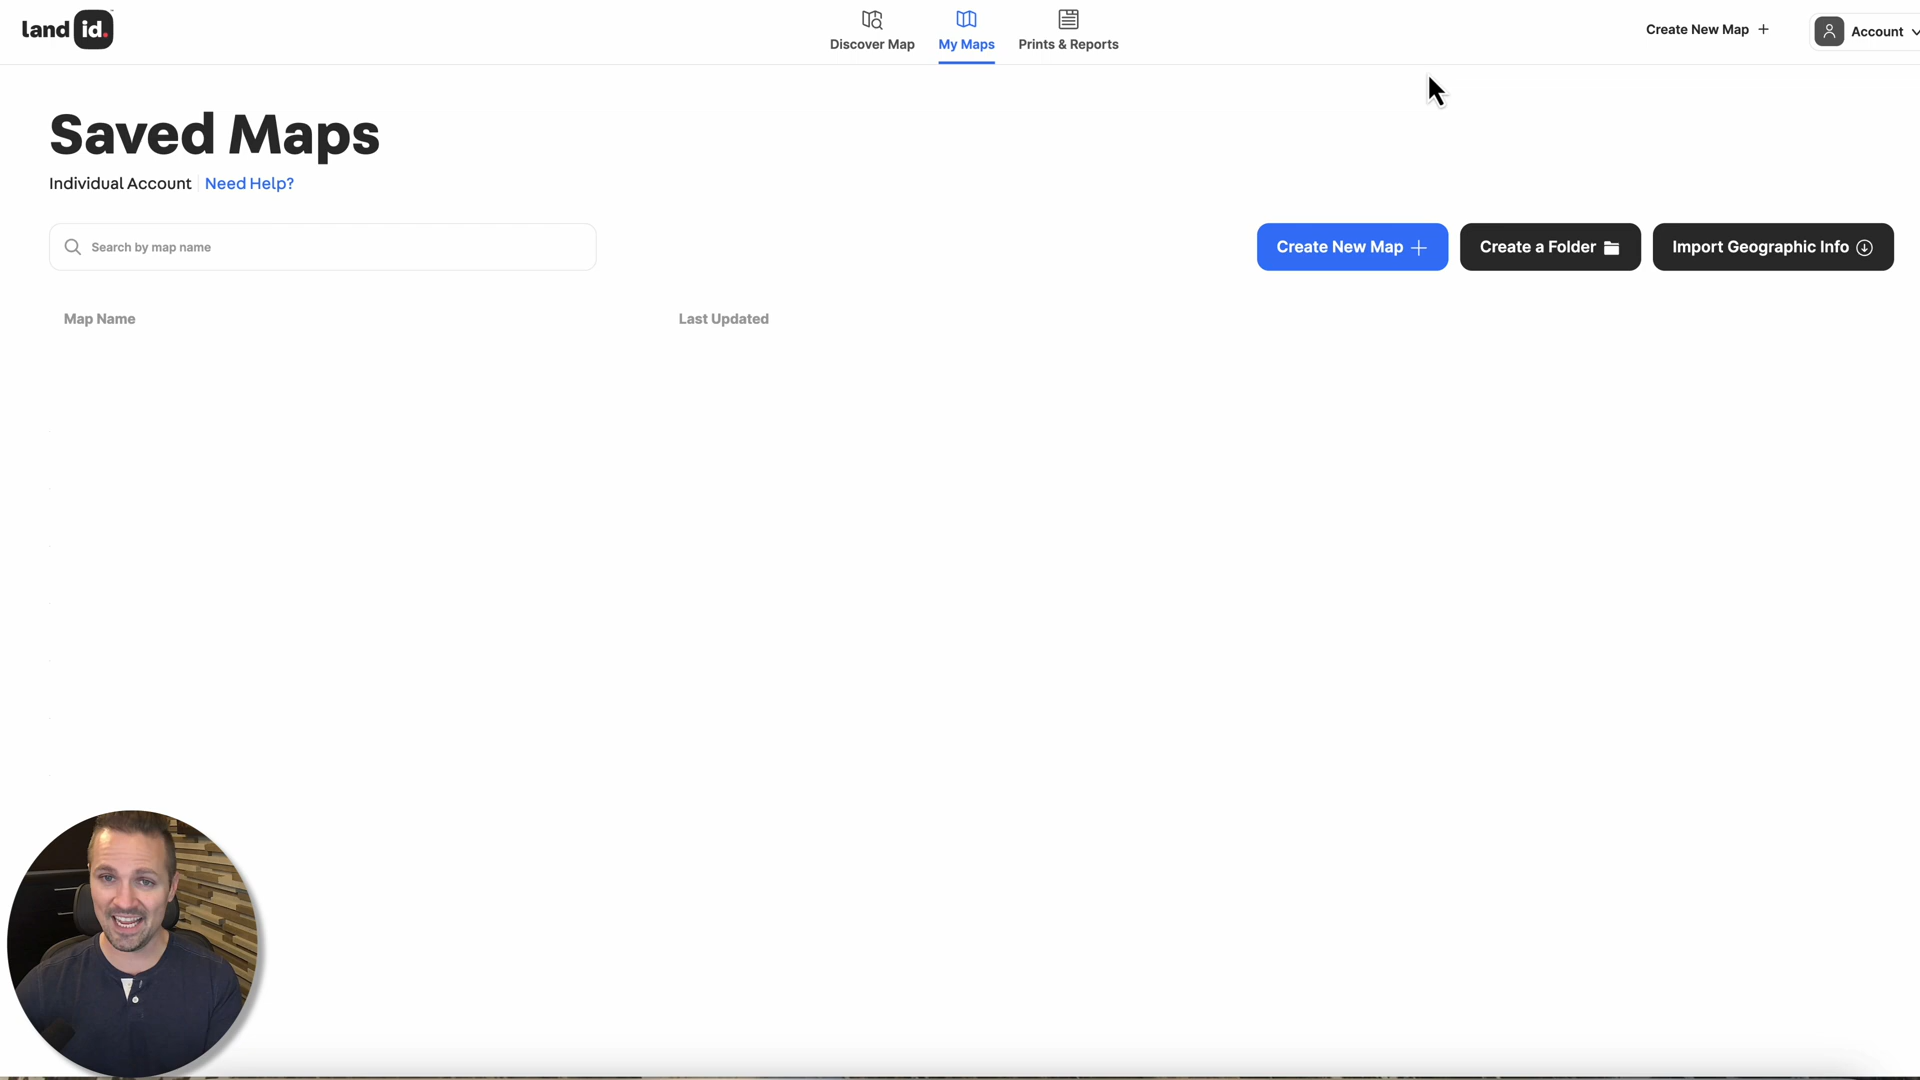 land id.
Discover Map
My Maps
Prints & Reports
Create New Map +
Account
Saved Maps
Individual Account
Need Help?
Search by map name
Create New Map +
Create a Folder
Import Geographic Info
Map Name
Last Updated